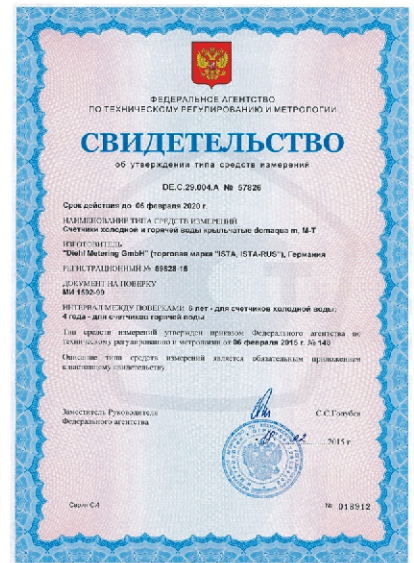 ФЕДЕРАЛЬНОЕ АГЕНТСТВО
ПО ТЕХНИЧЕСКОМУ РЕГУЛИРОВАНИЮ И МЕТРОЛОГИИ
СВИДЕТЕЛЬСТВО
об утверждении типа средств измерений
DE.C.29.004.A № 57826
Срок действия до 06 февраля 2020 г.
НАИМЕНОВАНИЕ ТИПА СРЕДСТВ ИЗМЕРЕНИЙ
Счетчики холодной и горячей воды крыльчатые domaqua m, M-T
ИЗГОТОВИТЕЛЬ
"Diehl Metering GmbH" (торговая марка "ISTA, ISTA-RUS"), Германия
РЕГИСТРАЦИОННЫЙ № 59628-15
ДОКУМЕНТ НА ПОВЕРКУ
МИ 1592-99
ИНТЕРВАЛ МЕЖДУ ПОВЕРКАМИ 6 лет - для счетчиков холодной воды;
4 года - для счетчиков горячей воды
Тип средств измерений утвержден приказом Федерального агентства по
техническому регулированию и метрологии от 06 февраля 2015 г. № 140
Описание типа средств измерений является обязательным приложением
к настоящему свидетельству.
Заместитель Руководителя
Федерального агентства
С.С.Голубев
2015 г.
Серия СИ
№ 018912